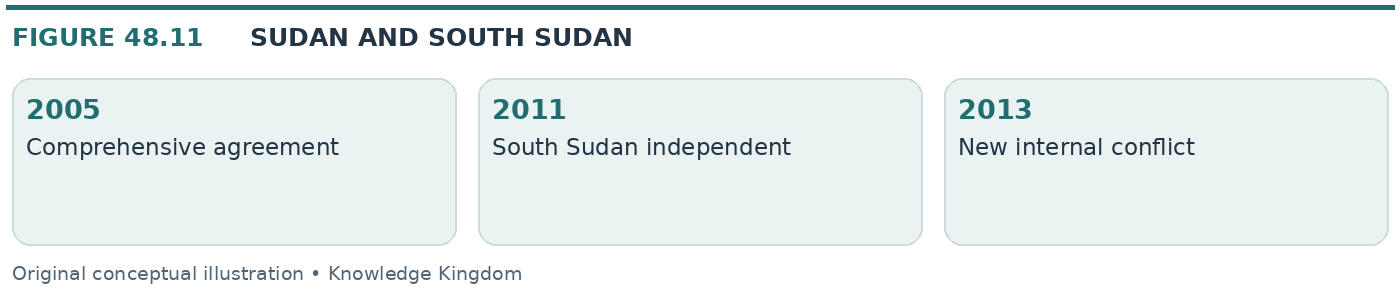 FIGURE 48.11 SUDAN AND SOUTH SUDAN
2005
Comprehensive agreement
2011
South Sudan independent
2013
New internal conflict
Original conceptual illustration • Knowledge Kingdom